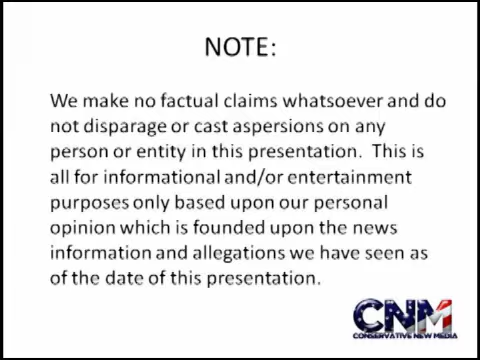 NOTE:
We make no factual claims whatsoever and do
not disparage or cast aspersions on any
person or entity in this presentation.  This is
all for informational and/or entertainment
purposes only based upon our personal
opinion which is founded upon the news
information and allegations we have seen as
of the date of this presentation.
CNM
CONSERVATIVE NEW MEDIA